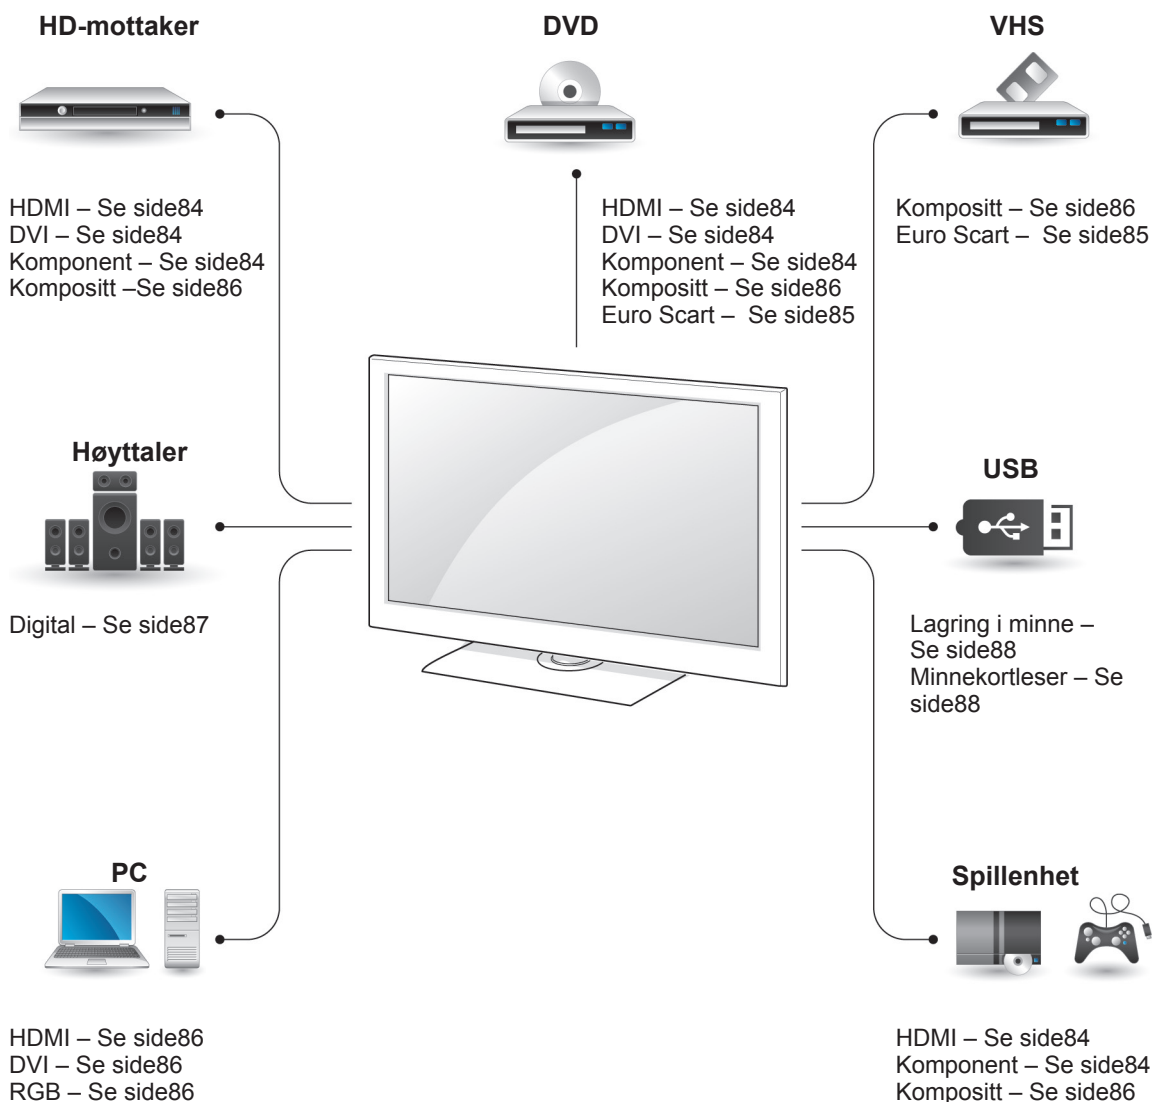 HD-mottaker
HDMI – Se side84
DVI – Se side84
Komponent – Se side84
Kompositt –Se side86
DVD
HDMI – Se side84
DVI – Se side84
Komponent – Se side84
Kompositt – Se side86
Euro Scart –  Se side85
VHS
Kompositt – Se side86
Euro Scart –  Se side85
Høyttaler
Digital – Se side87
USB
Lagring i minne –
Se side88
Minnekortleser – Se
side88
PC
HDMI – Se side86
DVI – Se side86
RGB – Se side86
Spillenhet
HDMI – Se side84
Komponent – Se side84
Kompositt – Se side86